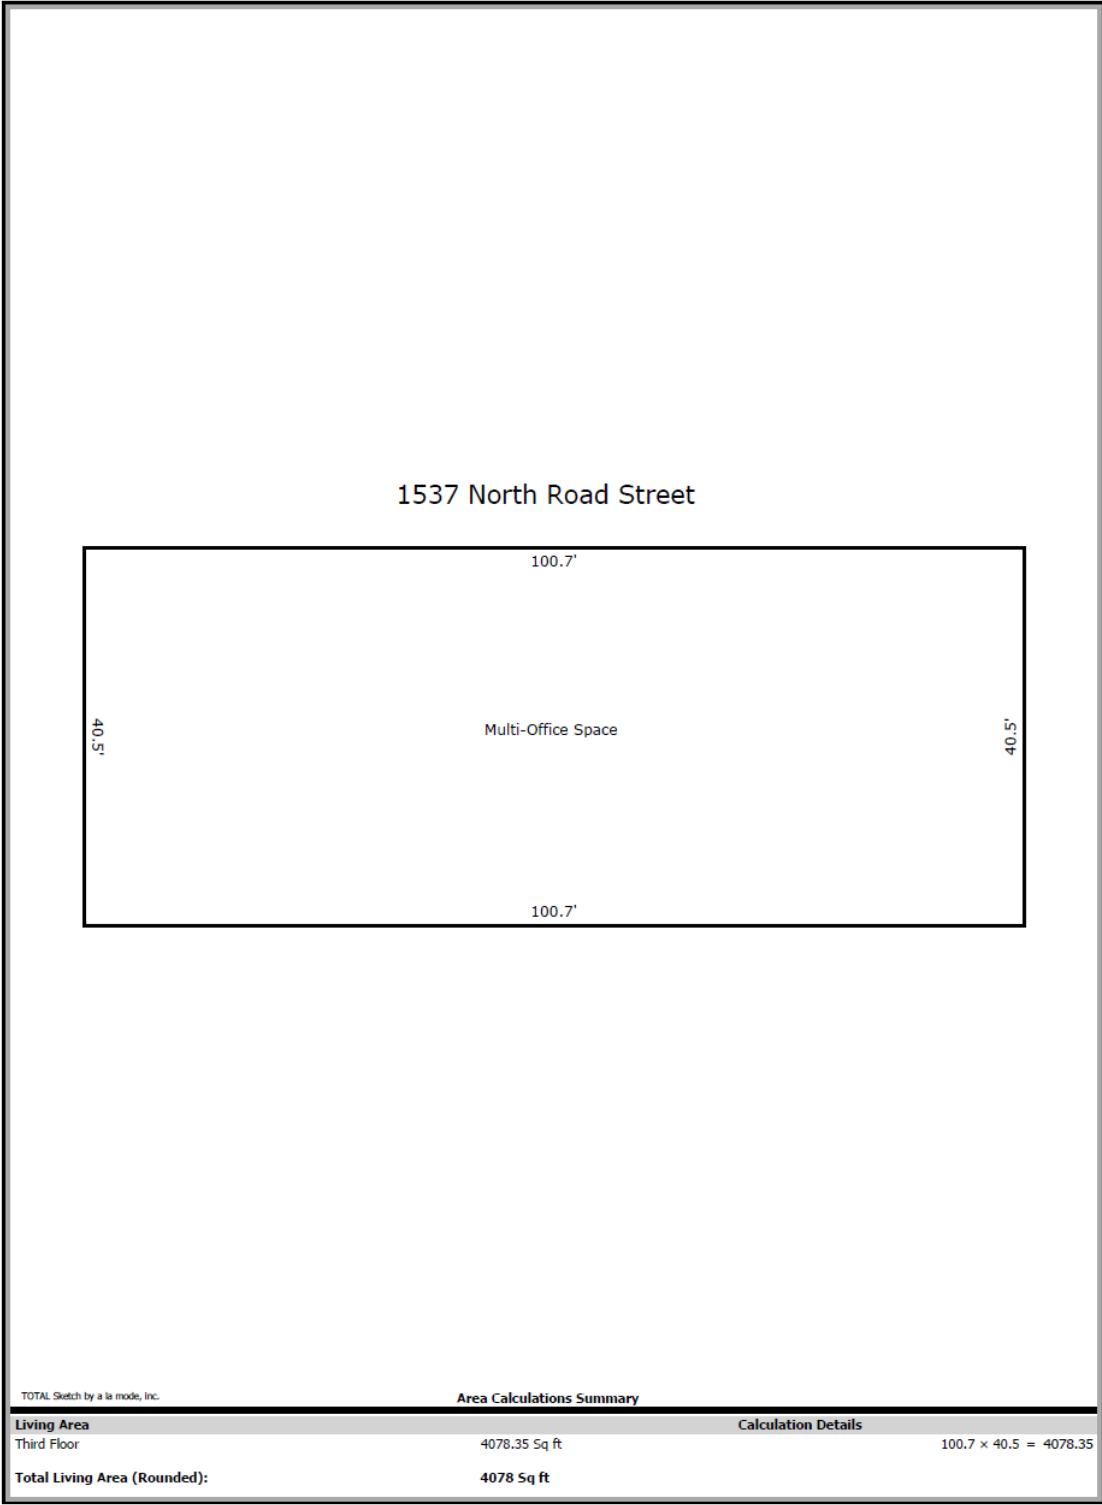 1537 North Road Street
100.7'
40.5'
Multi-Office Space
40.5'
100.7'
TOTAL Sketch by a la mode, inc.
Area Calculations Summary
Living Area Calculation Details
Third Floor 4078.35 Sq ft 100.7 × 40.5 = 4078.35
Total Living Area (Rounded): 4078 Sq ft